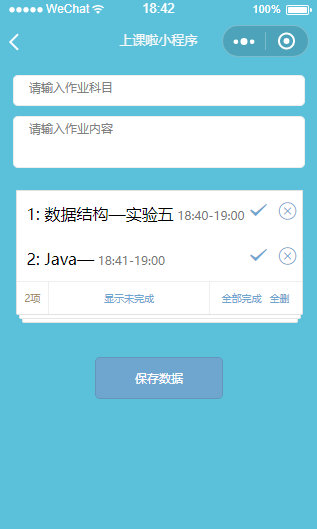 WeChat 18:42 100%
上课啦小程序
请输入作业科目
请输入作业内容
1: 数据结构—实验五 18:40-19:00
2: Java— 18:41-19:00
2项 显示未完成 全部完成 全删
保存数据